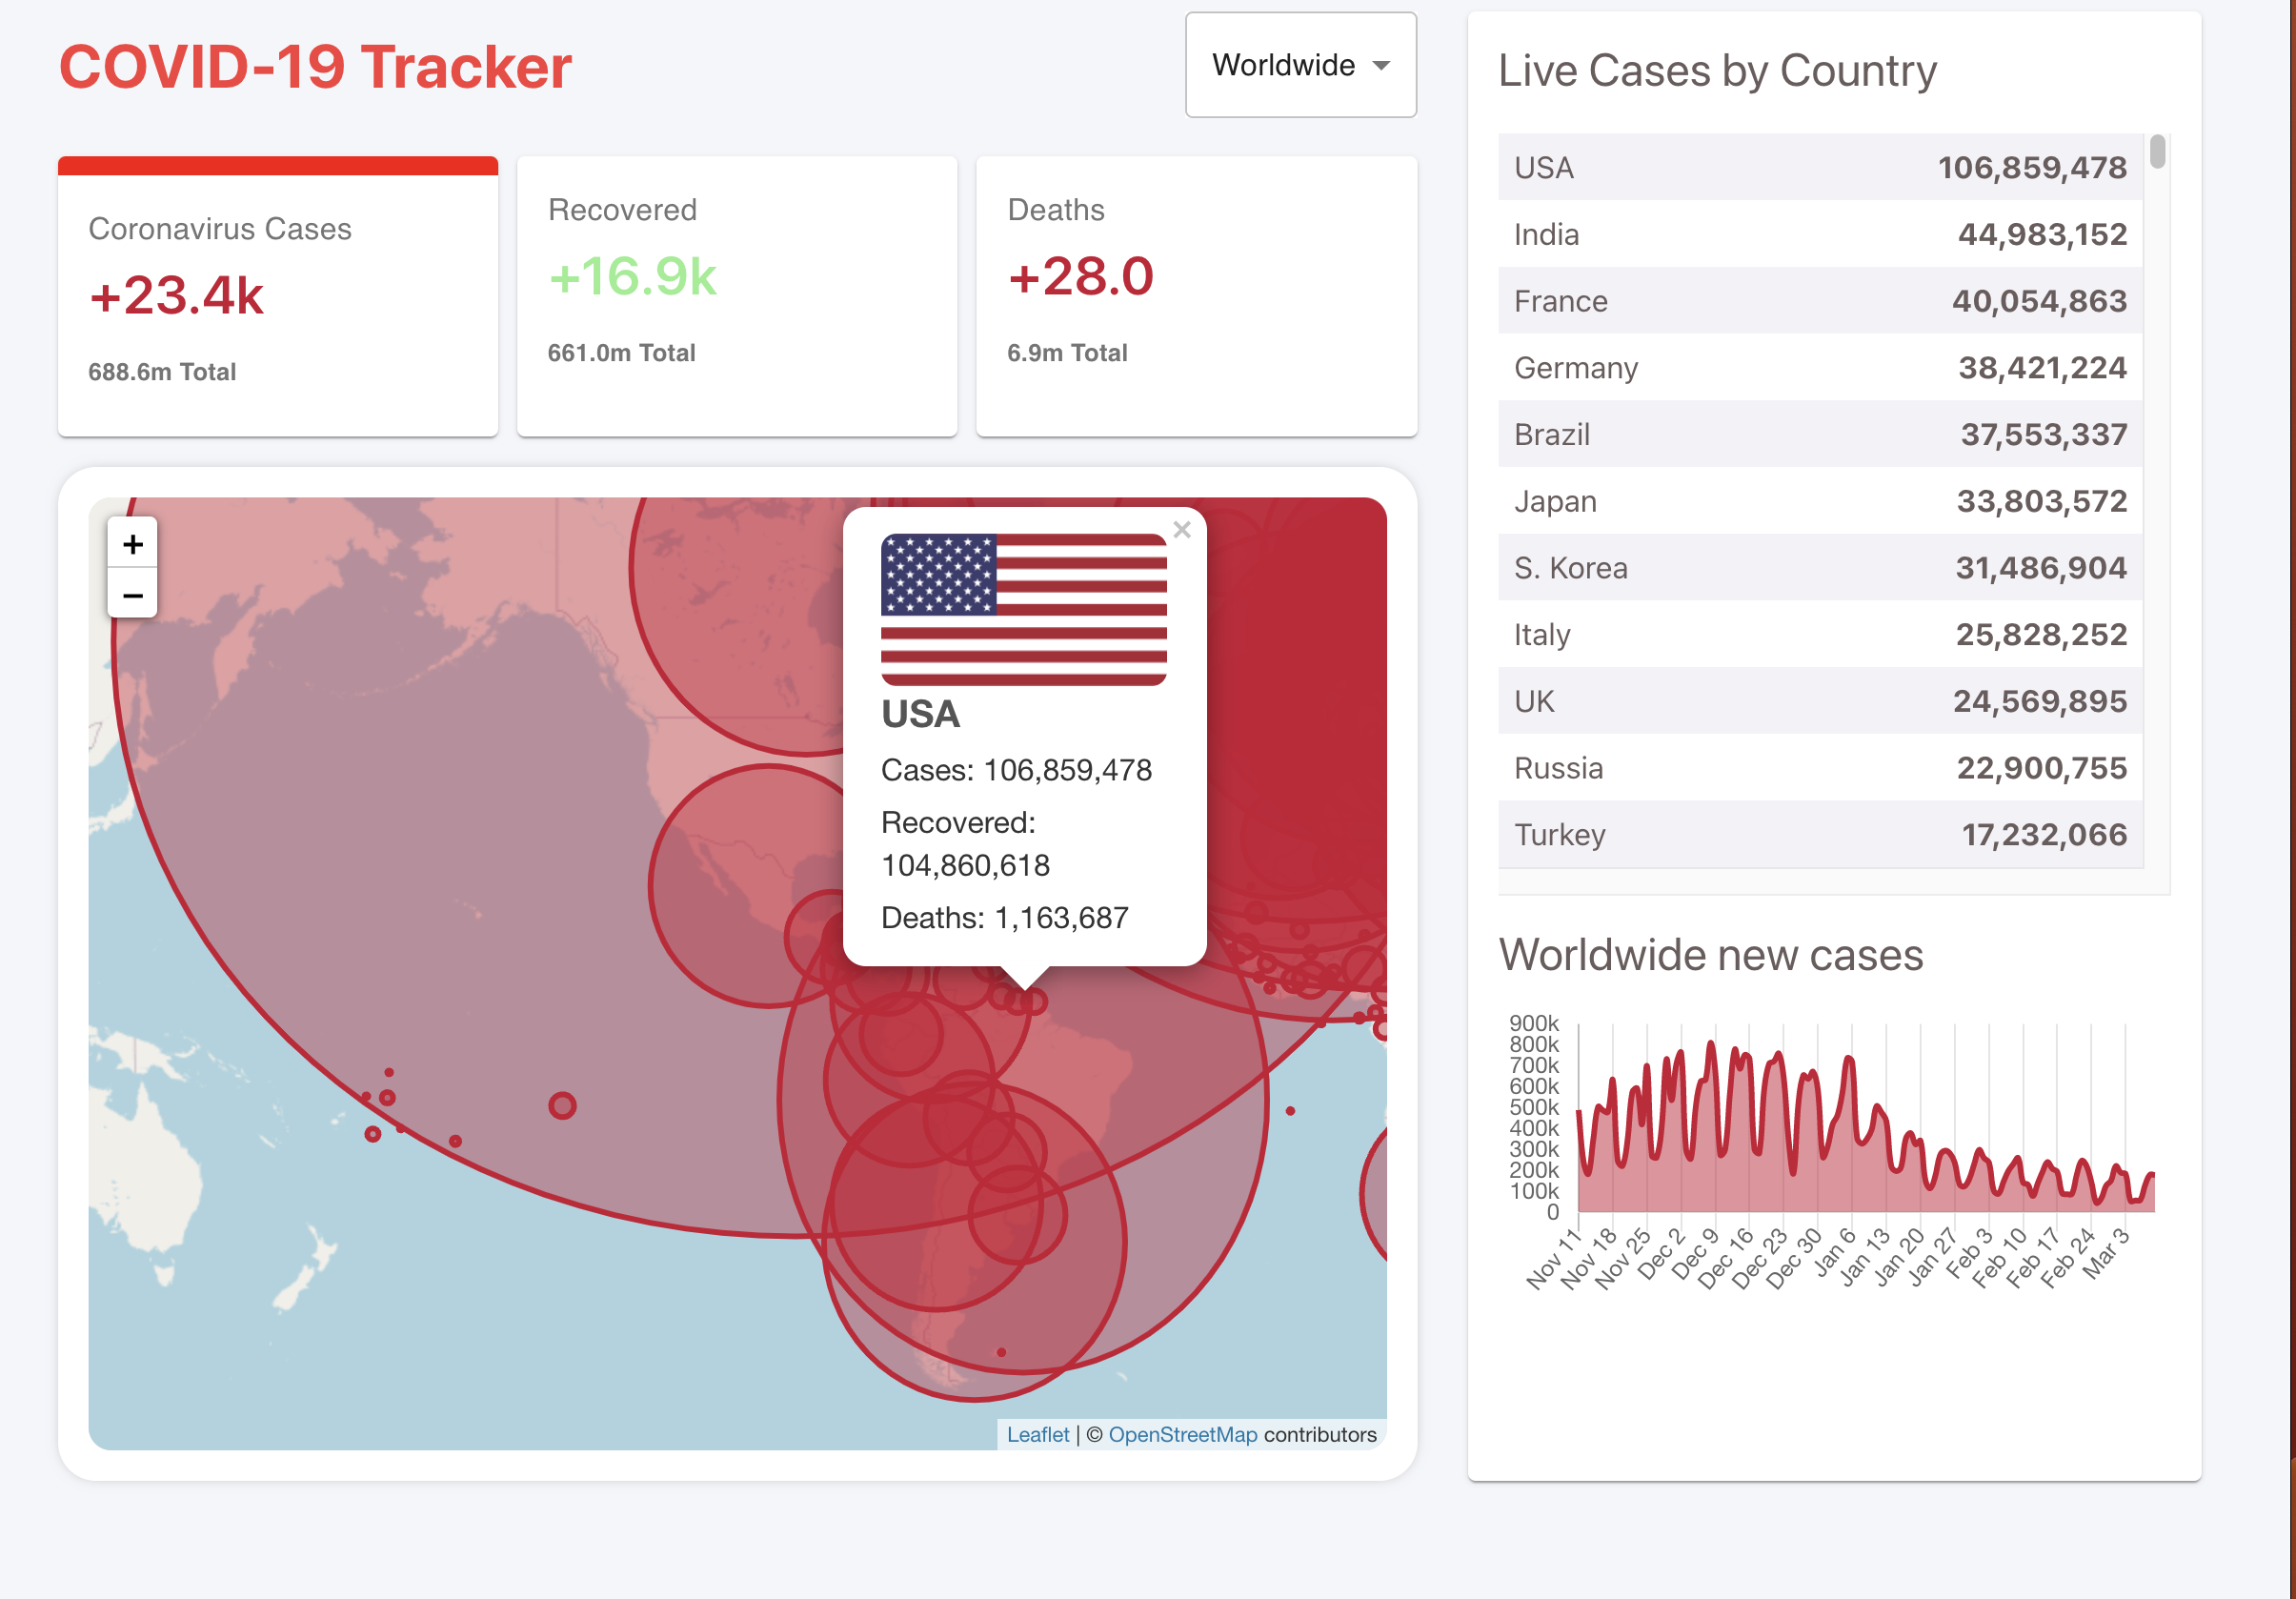 COVID-19 Tracker
Worldwide
Coronavirus Cases
+23.4k
688.6m Total
Recovered
+16.9k
661.0m Total
Deaths
+28.0
6.9m Total
+
−
×
USA
Cases: 106,859,478
Recovered:
104,860,618
Deaths: 1,163,687
Leaflet | © OpenStreetMap contributors
Live Cases by Country
USA 106,859,478
India 44,983,152
France 40,054,863
Germany 38,421,224
Brazil 37,553,337
Japan 33,803,572
S. Korea 31,486,904
Italy 25,828,252
UK 24,569,895
Russia 22,900,755
Turkey 17,232,066
Worldwide new cases
900k
800k
700k
600k
500k
400k
300k
200k
100k
0
Nov 11
Nov 18
Nov 25
Dec 2
Dec 9
Dec 16
Dec 23
Dec 30
Jan 6
Jan 13
Jan 20
Jan 27
Feb 3
Feb 10
Feb 17
Feb 24
Mar 3